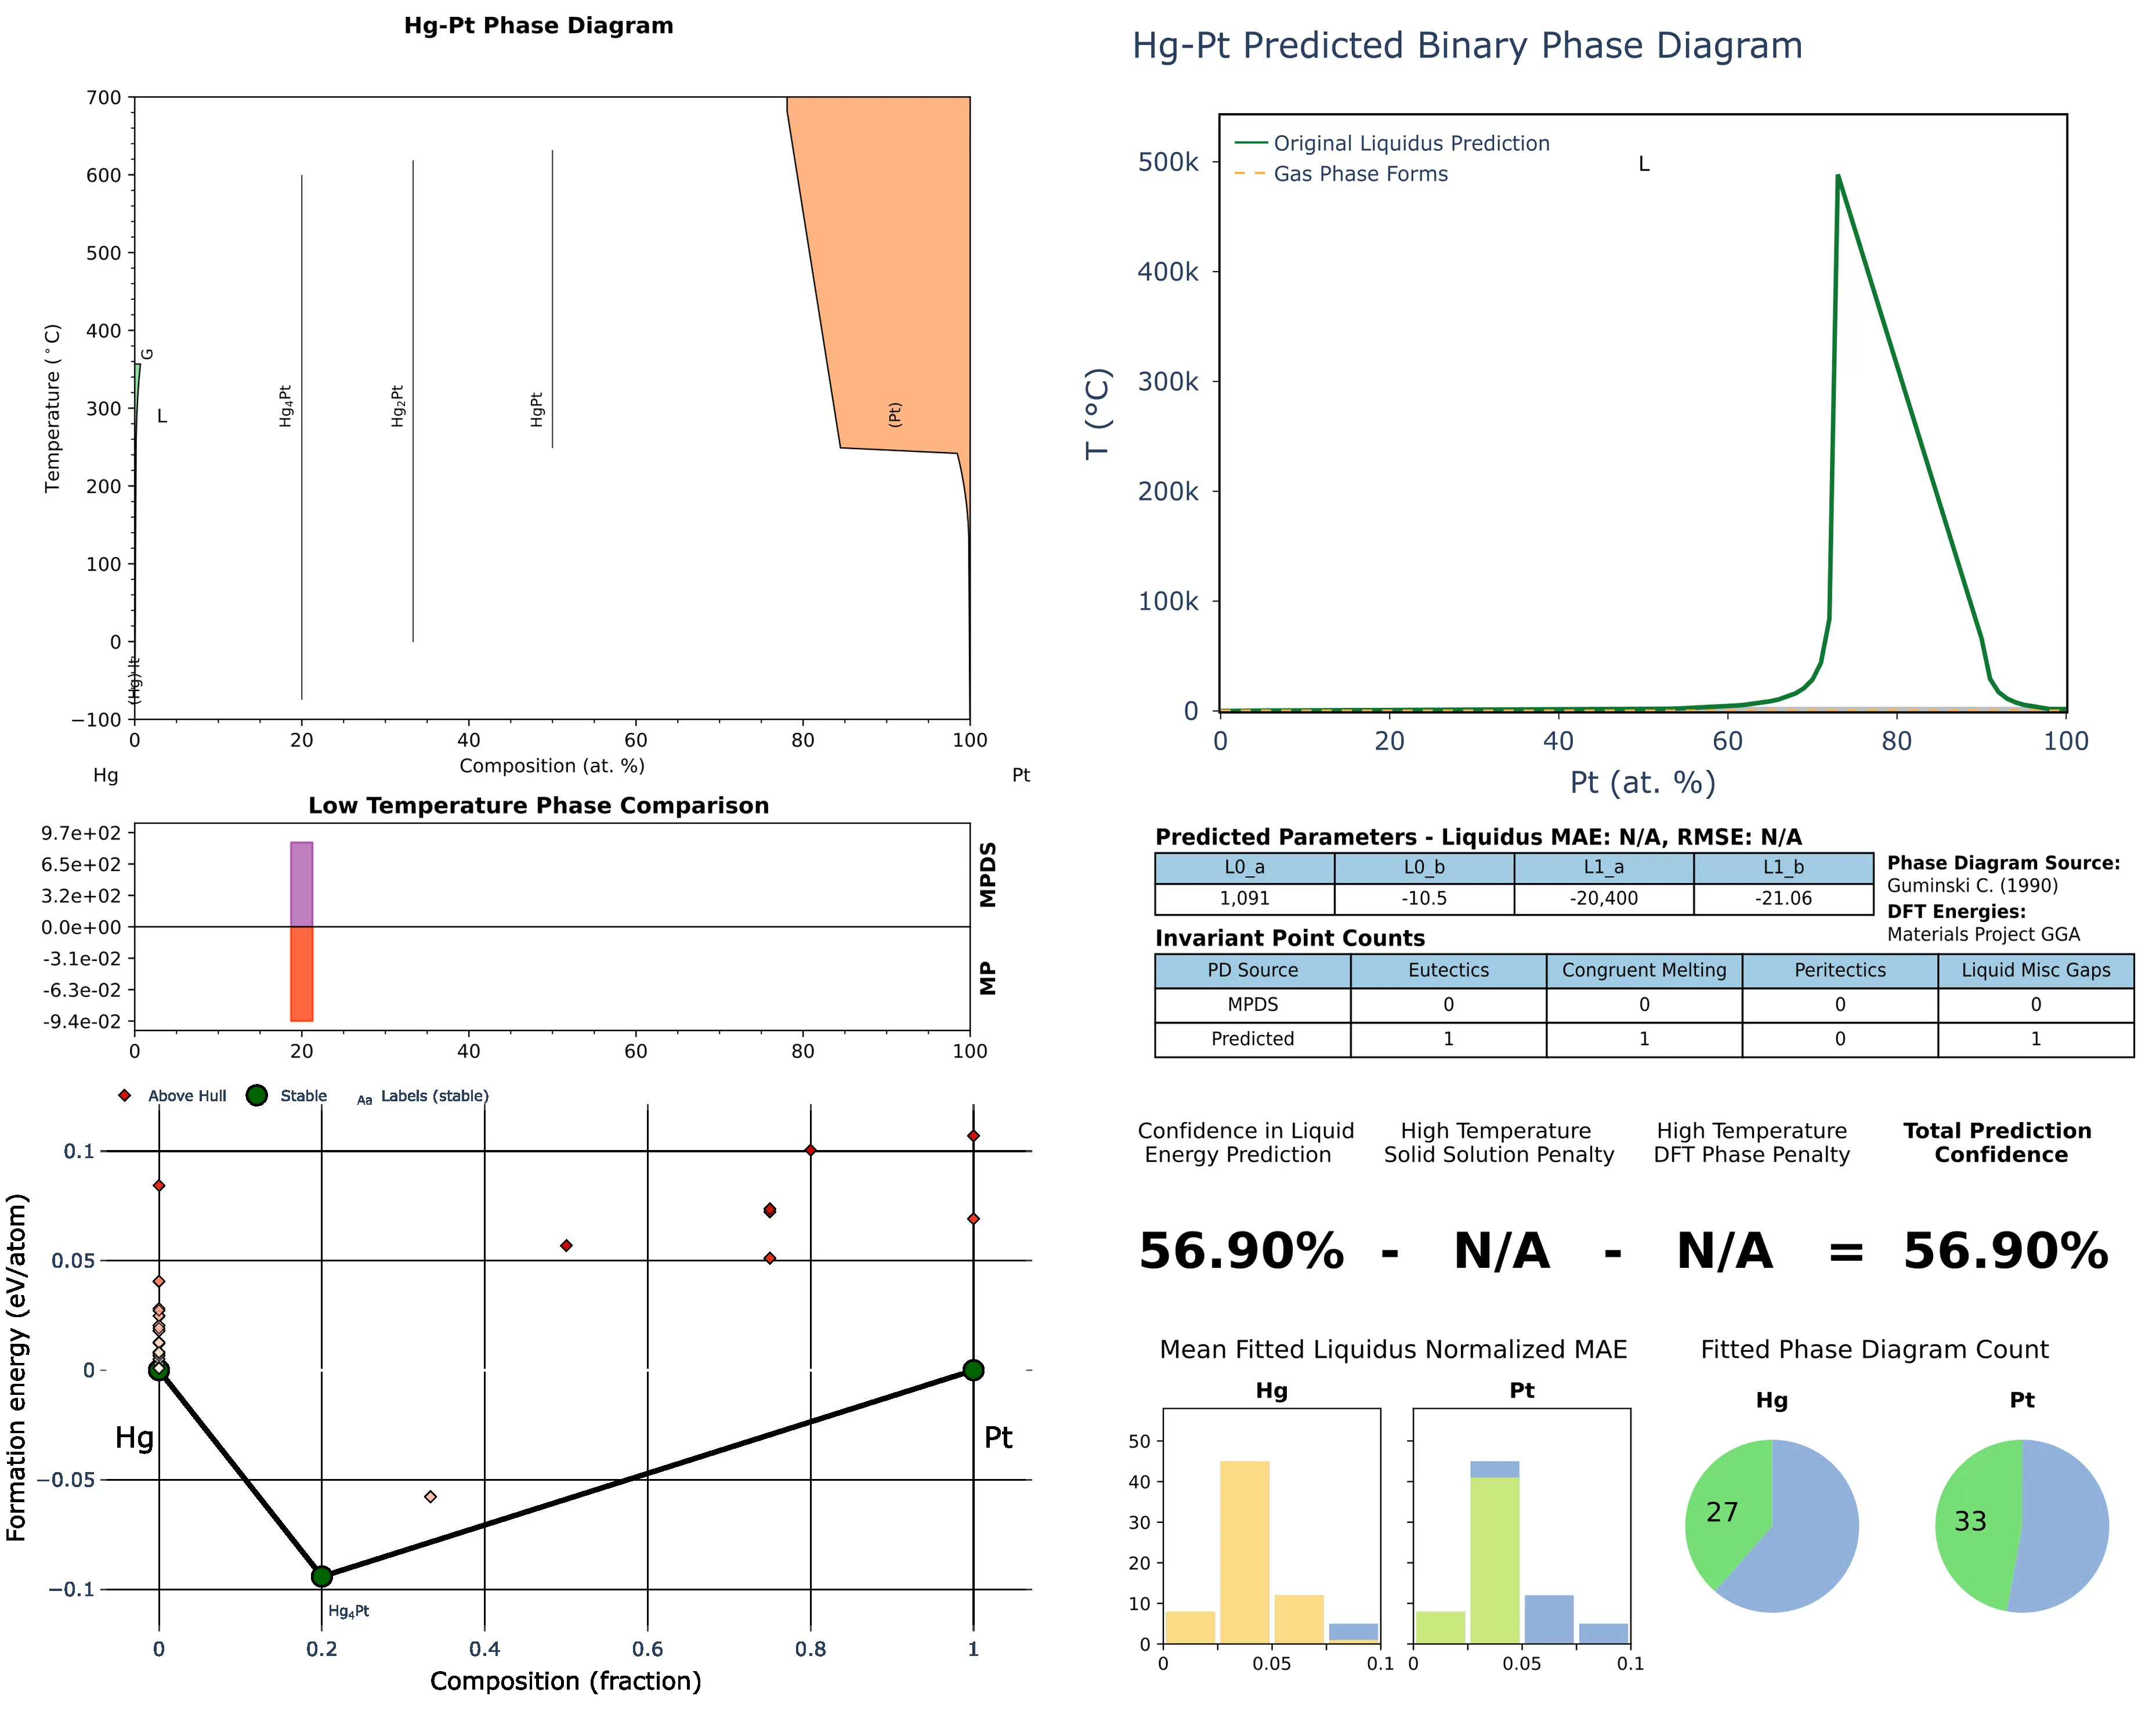 Hg-Pt Phase Diagram
700
600
500
400
300
200
100
0
−100
Temperature (°C)
G
L
(Hg) lt
Hg4Pt
Hg2Pt
HgPt
(Pt)
0 20 40 60 80 100
Composition (at. %)
Hg Pt
Low Temperature Phase Comparison
9.7e+02
6.5e+02
3.2e+02
0.0e+00
-3.1e-02
-6.3e-02
-9.4e-02
MPDS
MP
0 20 40 60 80 100
Above Hull Stable Aa Labels (stable)
0.1
0.05
0
−0.05
−0.1
Formation energy (eV/atom)
Hg Pt
Hg4Pt
0 0.2 0.4 0.6 0.8 1
Composition (fraction)
Hg-Pt Predicted Binary Phase Diagram
Original Liquidus Prediction
Gas Phase Forms
L
500k
400k
300k
200k
100k
0
T (°C)
0 20 40 60 80 100
Pt (at. %)
Predicted Parameters - Liquidus MAE: N/A, RMSE: N/A
L0_a L0_b L1_a L1_b
1,091 -10.5 -20,400 -21.06
Phase Diagram Source:
Guminski C. (1990)
DFT Energies:
Materials Project GGA
Invariant Point Counts
PD Source Eutectics Congruent Melting Peritectics Liquid Misc Gaps
MPDS 0 0 0 0
Predicted 1 1 0 1
Confidence in Liquid
Energy Prediction
High Temperature
Solid Solution Penalty
High Temperature
DFT Phase Penalty
Total Prediction
Confidence
56.90% - N/A - N/A = 56.90%
Mean Fitted Liquidus Normalized MAE
Hg Pt
50
40
30
20
10
0
0 0.05 0.1 0 0.05 0.1
Fitted Phase Diagram Count
Hg Pt
27 33